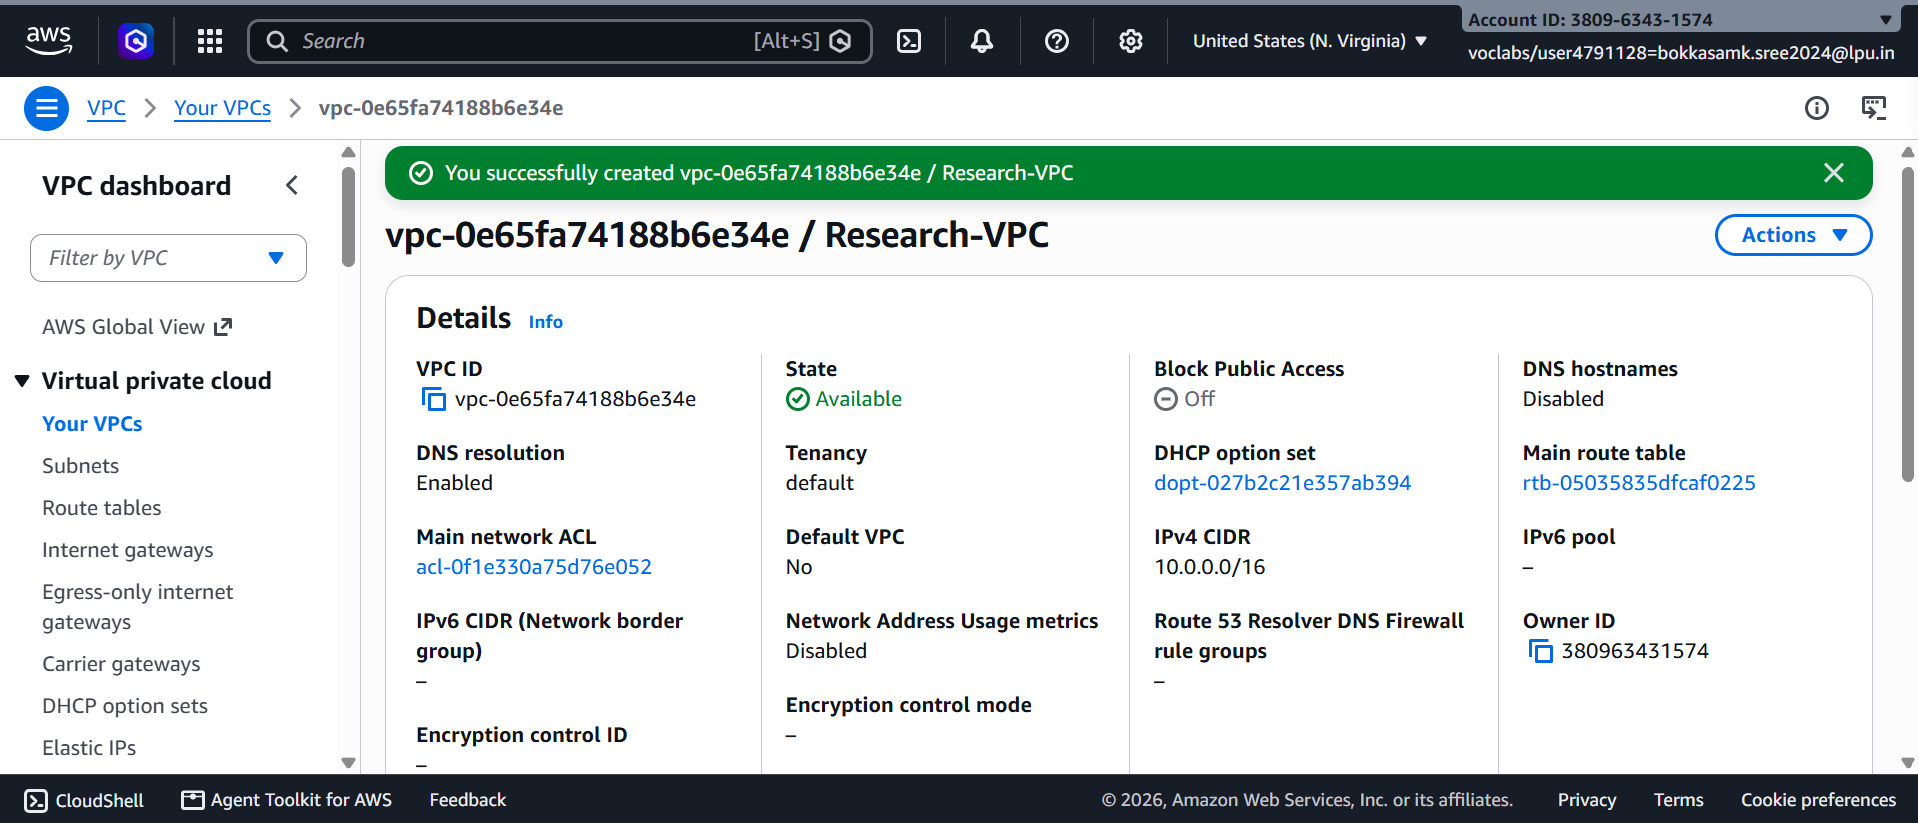 aws
Search
[Alt+S]
United States (N. Virginia)
Account ID: 3809-6343-1574
voclabs/user4791128=bokkasamk.sree2024@lpu.in
VPC
Your VPCs
vpc-0e65fa74188b6e34e
VPC dashboard
Filter by VPC
AWS Global View
Virtual private cloud
Your VPCs
Subnets
Route tables
Internet gateways
Egress-only internet
gateways
Carrier gateways
DHCP option sets
Elastic IPs
You successfully created vpc-0e65fa74188b6e34e / Research-VPC
vpc-0e65fa74188b6e34e / Research-VPC
Actions
Details Info
VPC ID
vpc-0e65fa74188b6e34e
State
Available
Block Public Access
Off
DNS hostnames
Disabled
DNS resolution
Enabled
Tenancy
default
DHCP option set
dopt-027b2c21e357ab394
Main route table
rtb-05035835dfcaf0225
Main network ACL
acl-0f1e330a75d76e052
Default VPC
No
IPv4 CIDR
10.0.0.0/16
IPv6 pool
–
IPv6 CIDR (Network border
group)
–
Network Address Usage metrics
Disabled
Route 53 Resolver DNS Firewall
rule groups
–
Owner ID
380963431574
Encryption control ID
–
Encryption control mode
–
CloudShell
Agent Toolkit for AWS
Feedback
© 2026, Amazon Web Services, Inc. or its affiliates.
Privacy
Terms
Cookie preferences